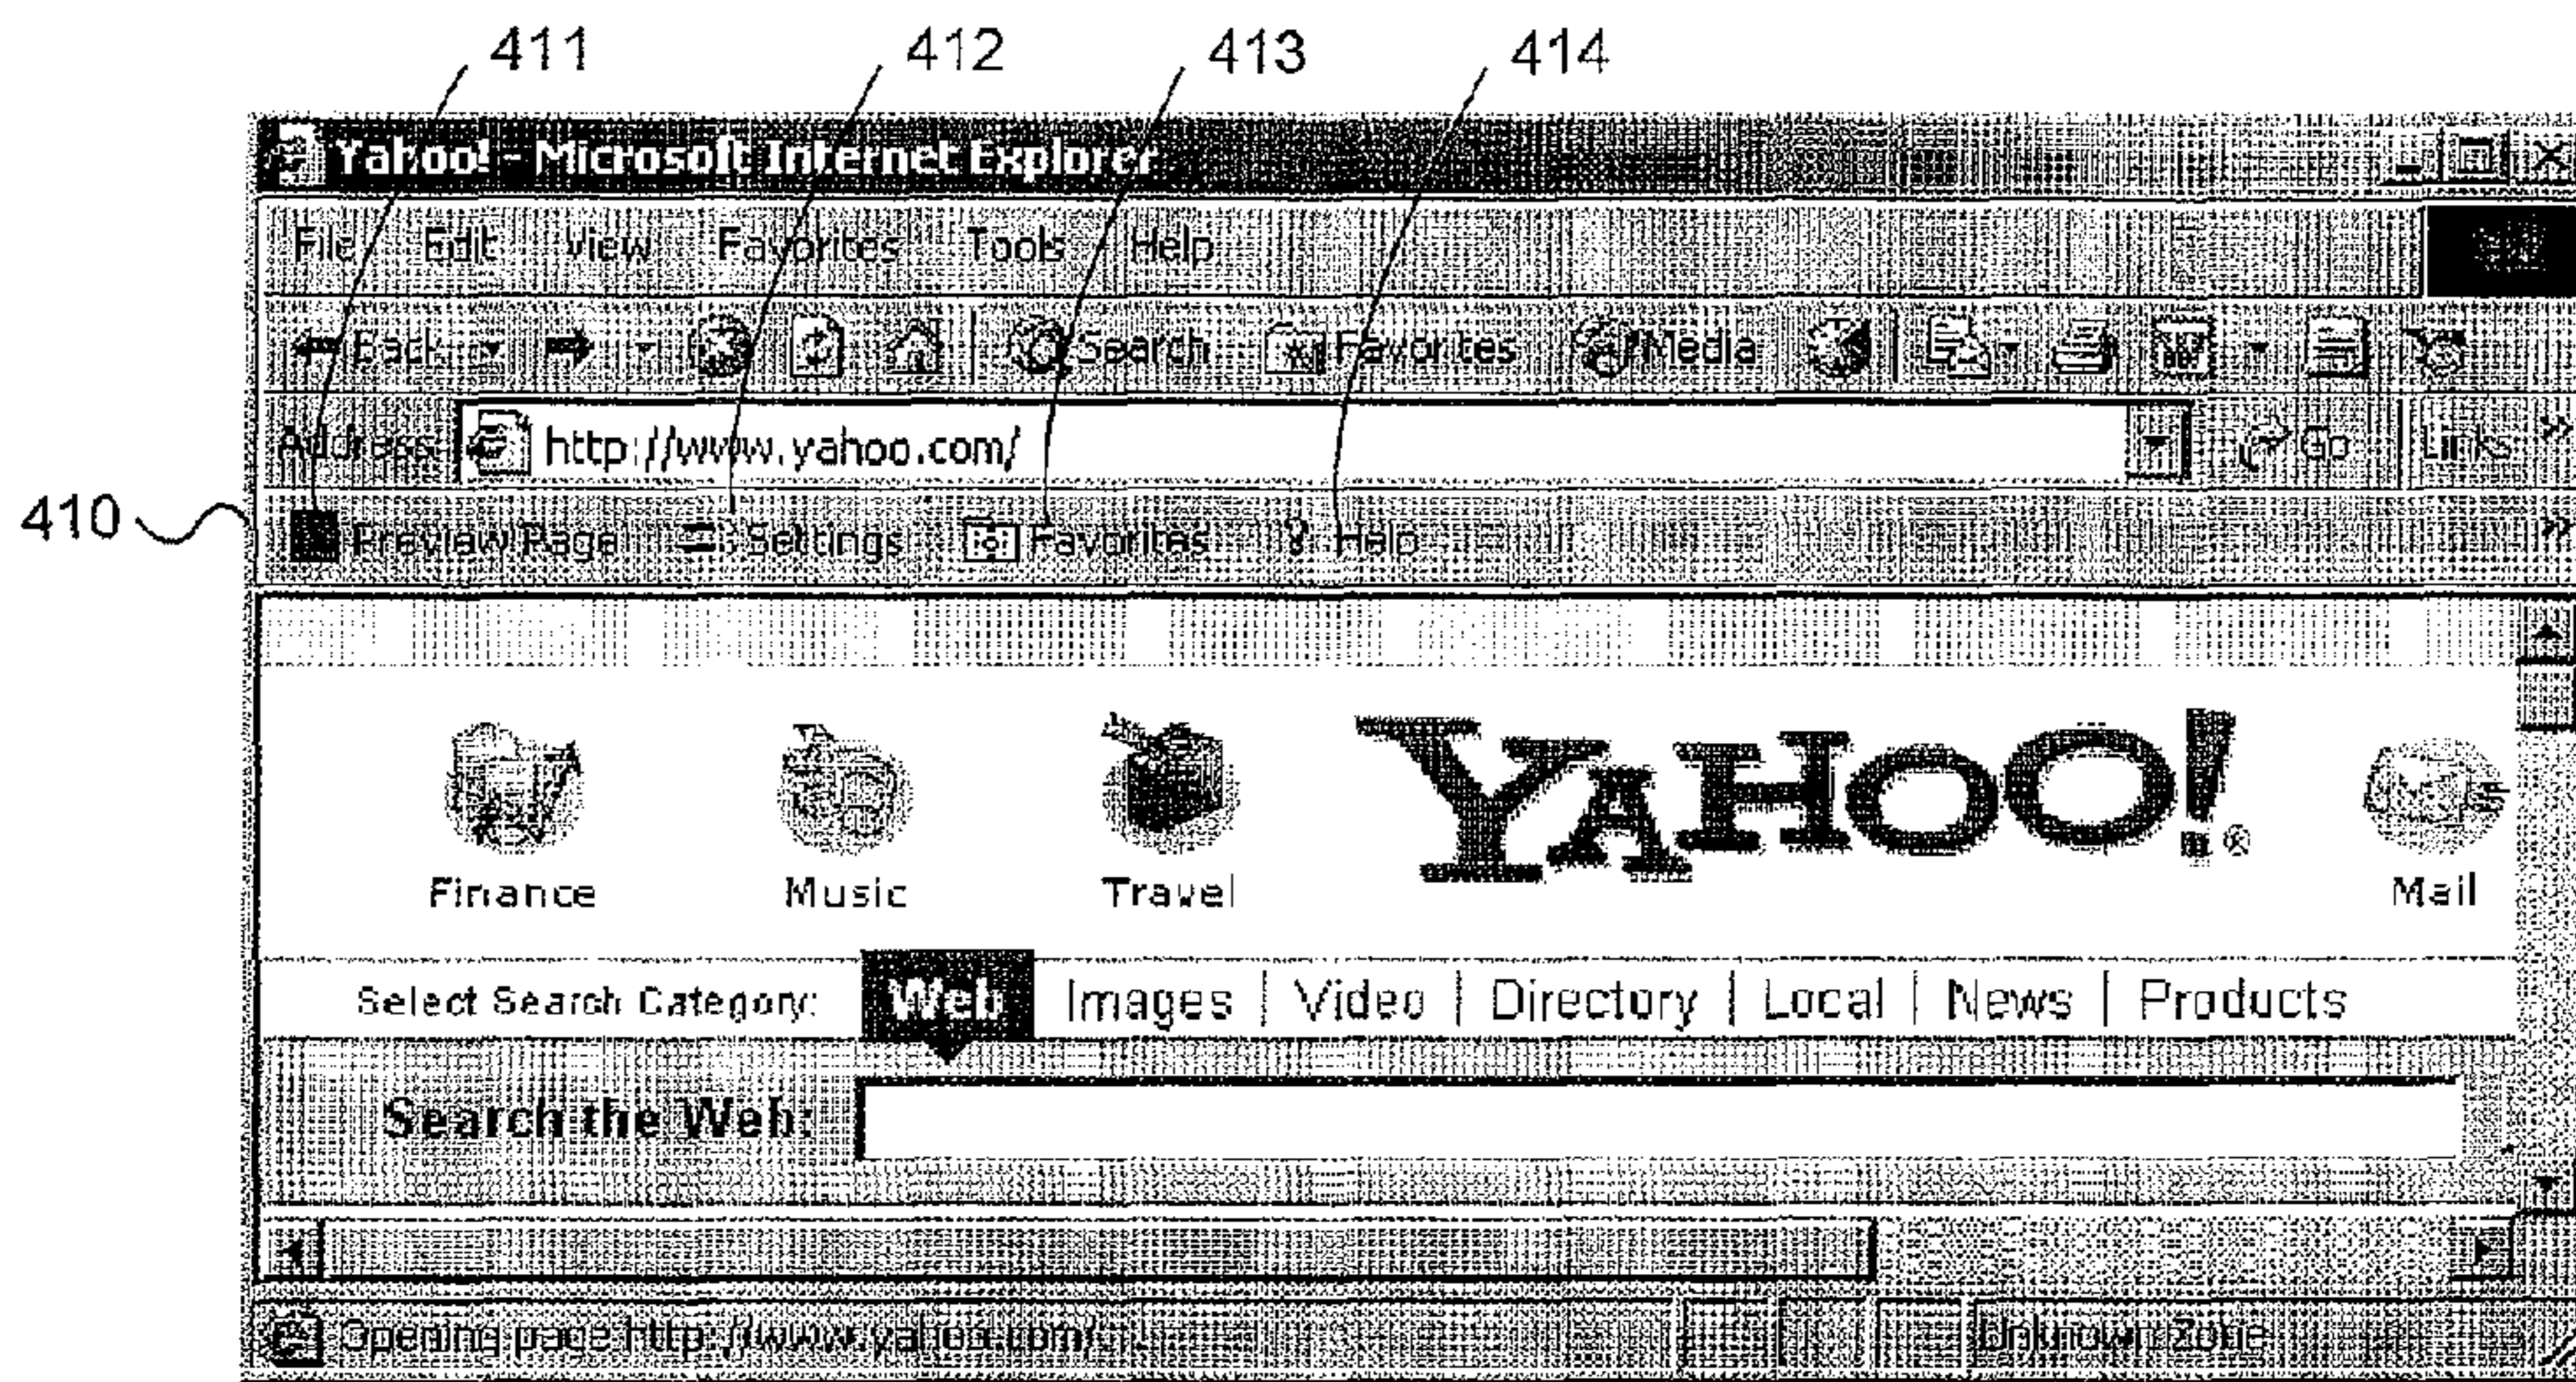 411 412 413 414
Yahoo! - Microsoft Internet Explorer
File Edit View Favorites Tools Help
Back Search Favorites Media
Address http://www.yahoo.com/ Go Links »
410 Preview Page Settings Favorites ? Help »
YAHOO! ®
Finance Music Travel Mail
Select Search Category: Web Images | Video | Directory | Local | News | Products
Search the Web:
Opening page http://www.yahoo.com/... Unknown Zone